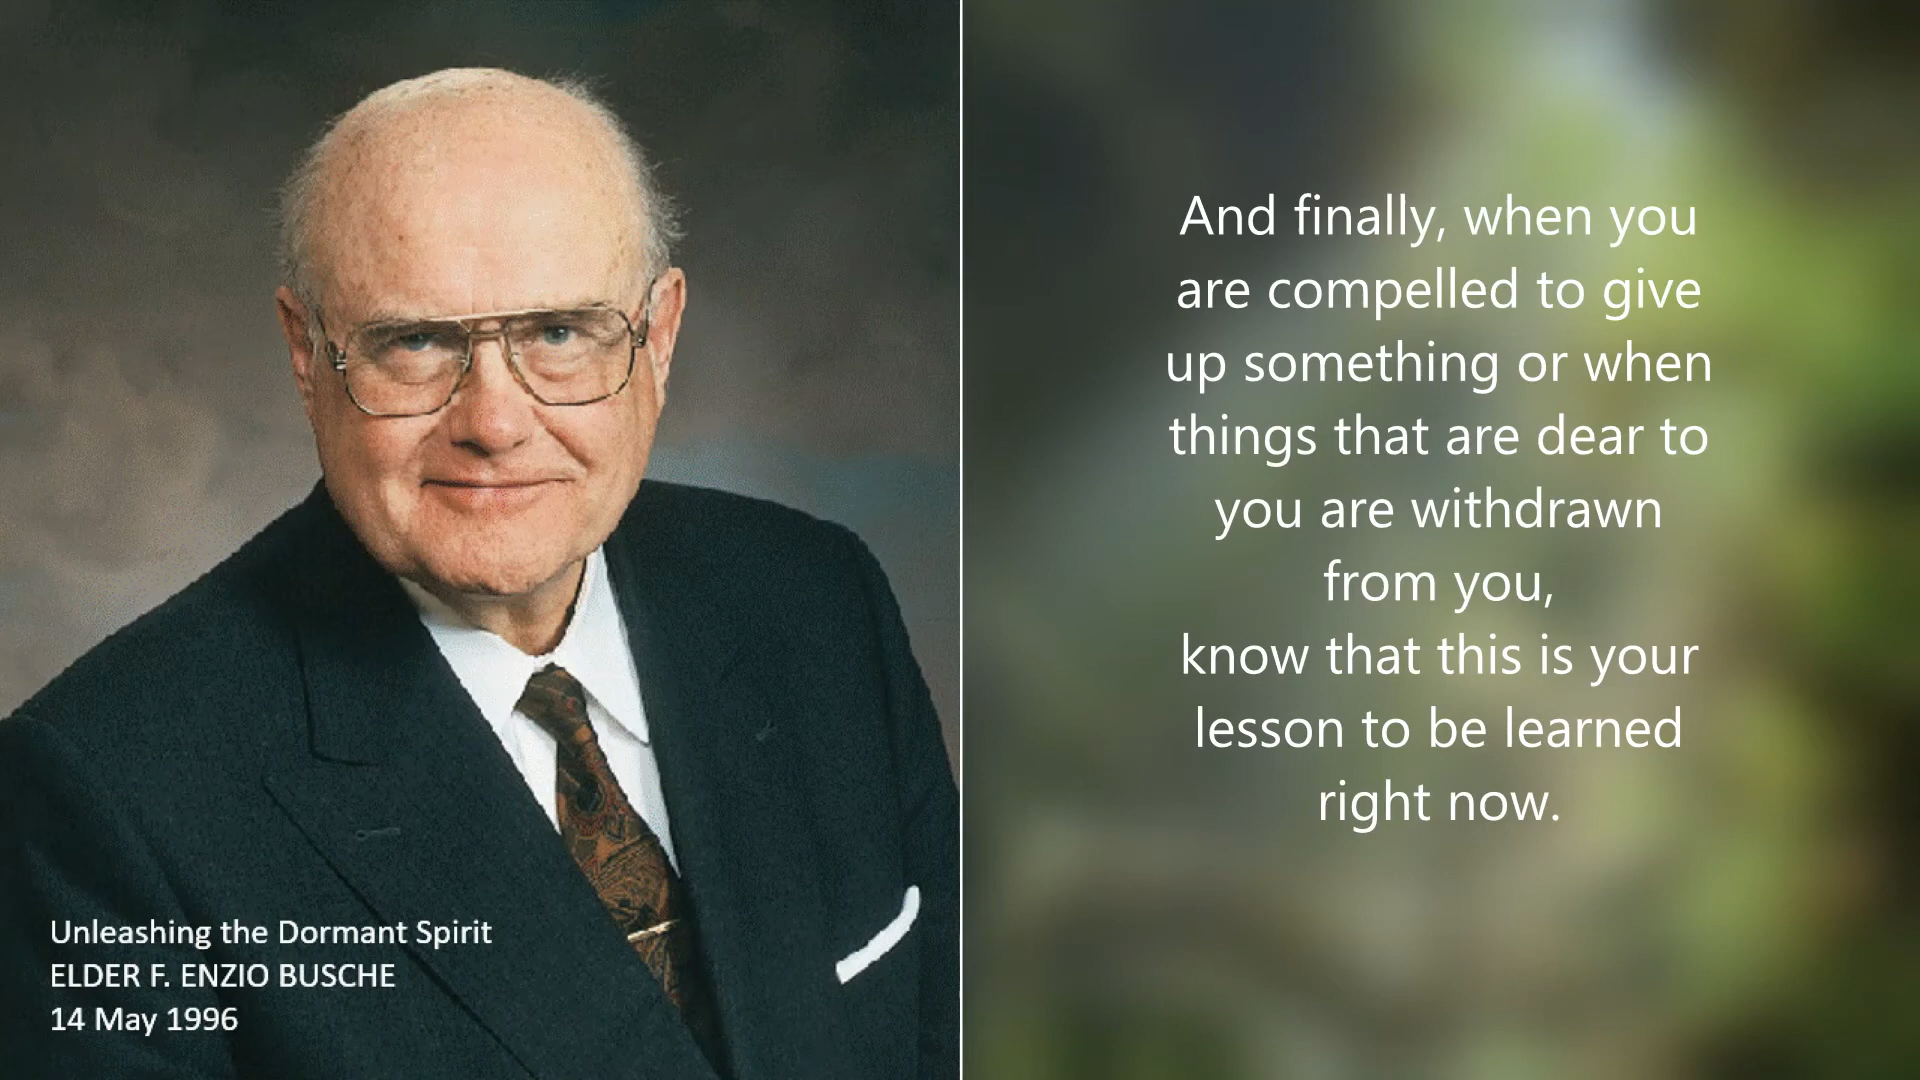 And finally, when you
are compelled to give
up something or when
things that are dear to
you are withdrawn
from you,
know that this is your
lesson to be learned
right now.
Unleashing the Dormant Spirit
ELDER F. ENZIO BUSCHE
14 May 1996